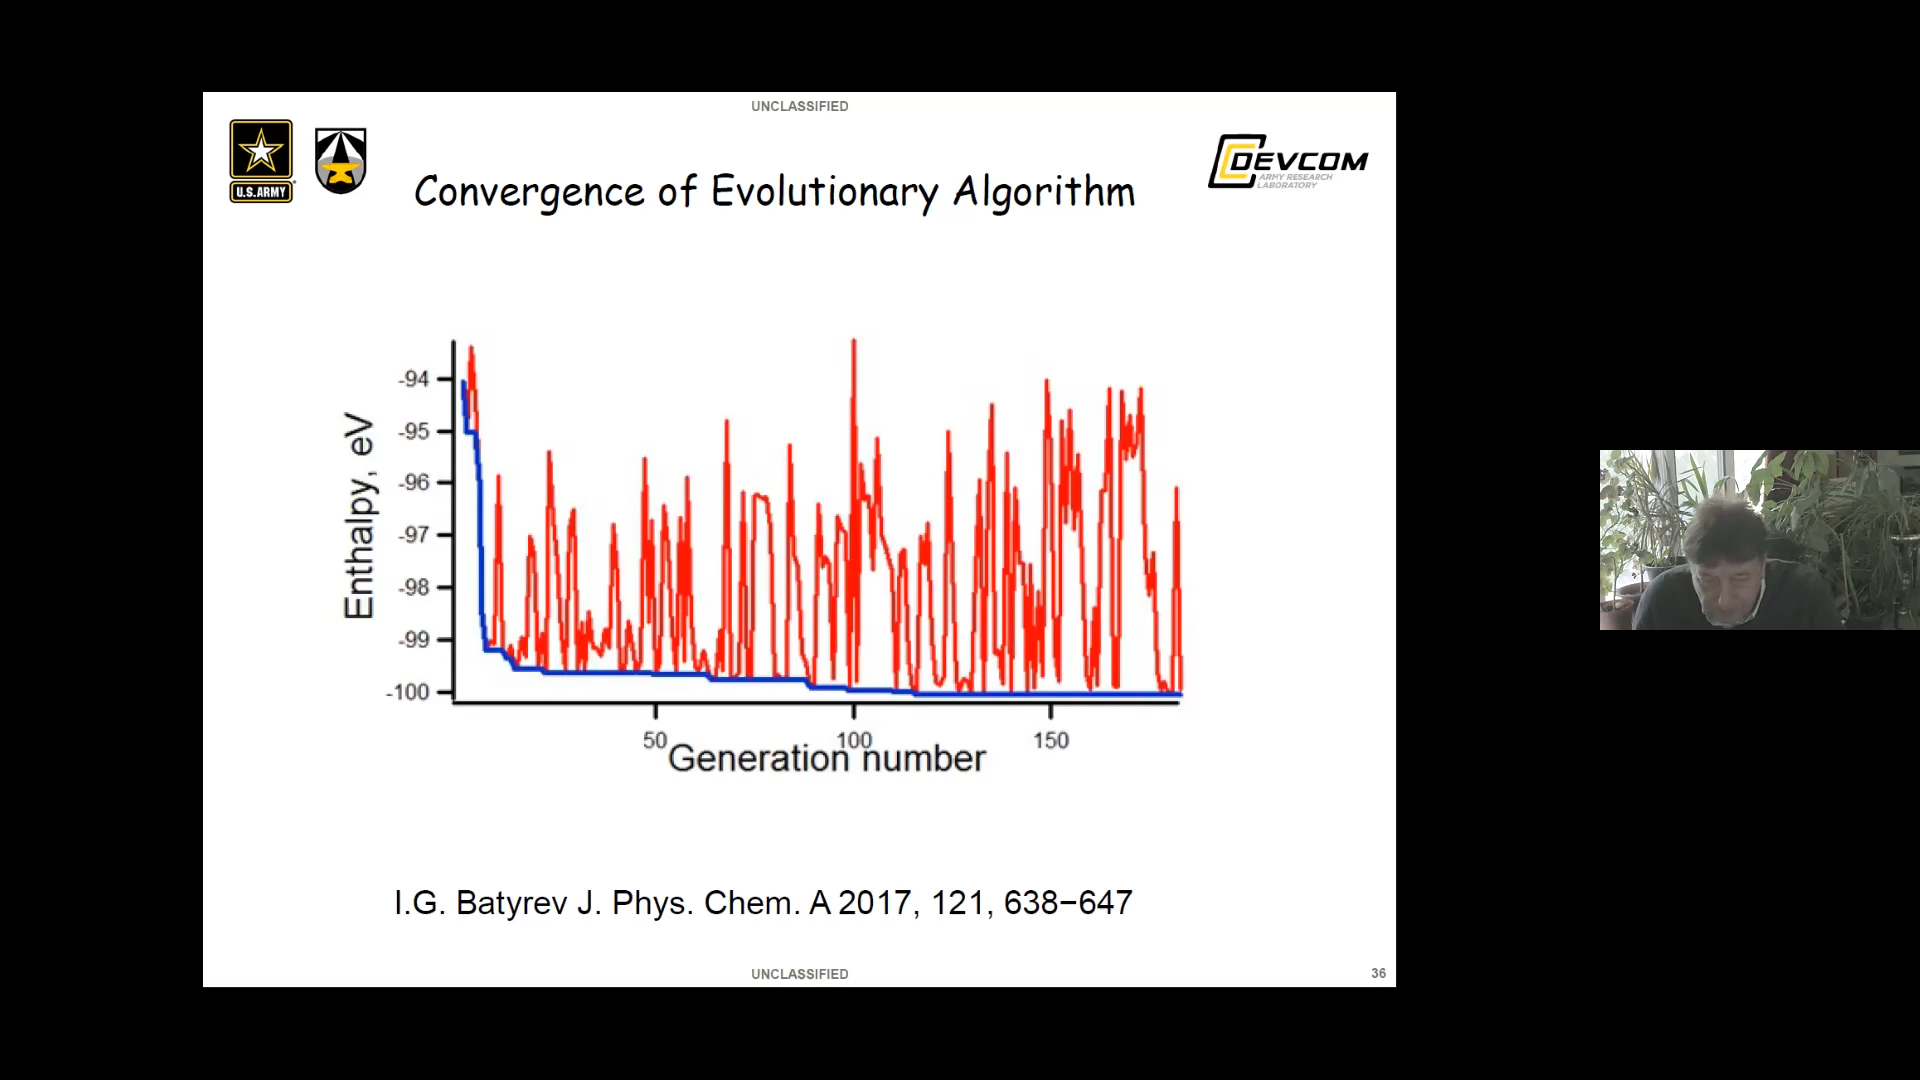 UNCLASSIFIED
U.S.ARMY
DEVCOM
ARMY RESEARCH
LABORATORY
Convergence of Evolutionary Algorithm
Enthalpy, eV
-94
-95
-96
-97
-98
-99
-100
50
100
150
Generation number
I.G. Batyrev J. Phys. Chem. A 2017, 121, 638−647
UNCLASSIFIED
36